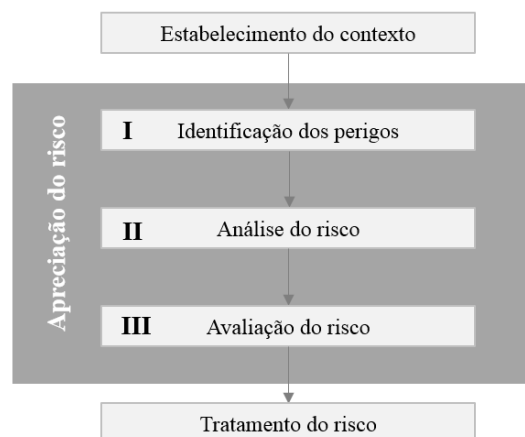 Estabelecimento do contexto
Apreciação do risco
I Identificação dos perigos
II Análise do risco
III Avaliação do risco
Tratamento do risco